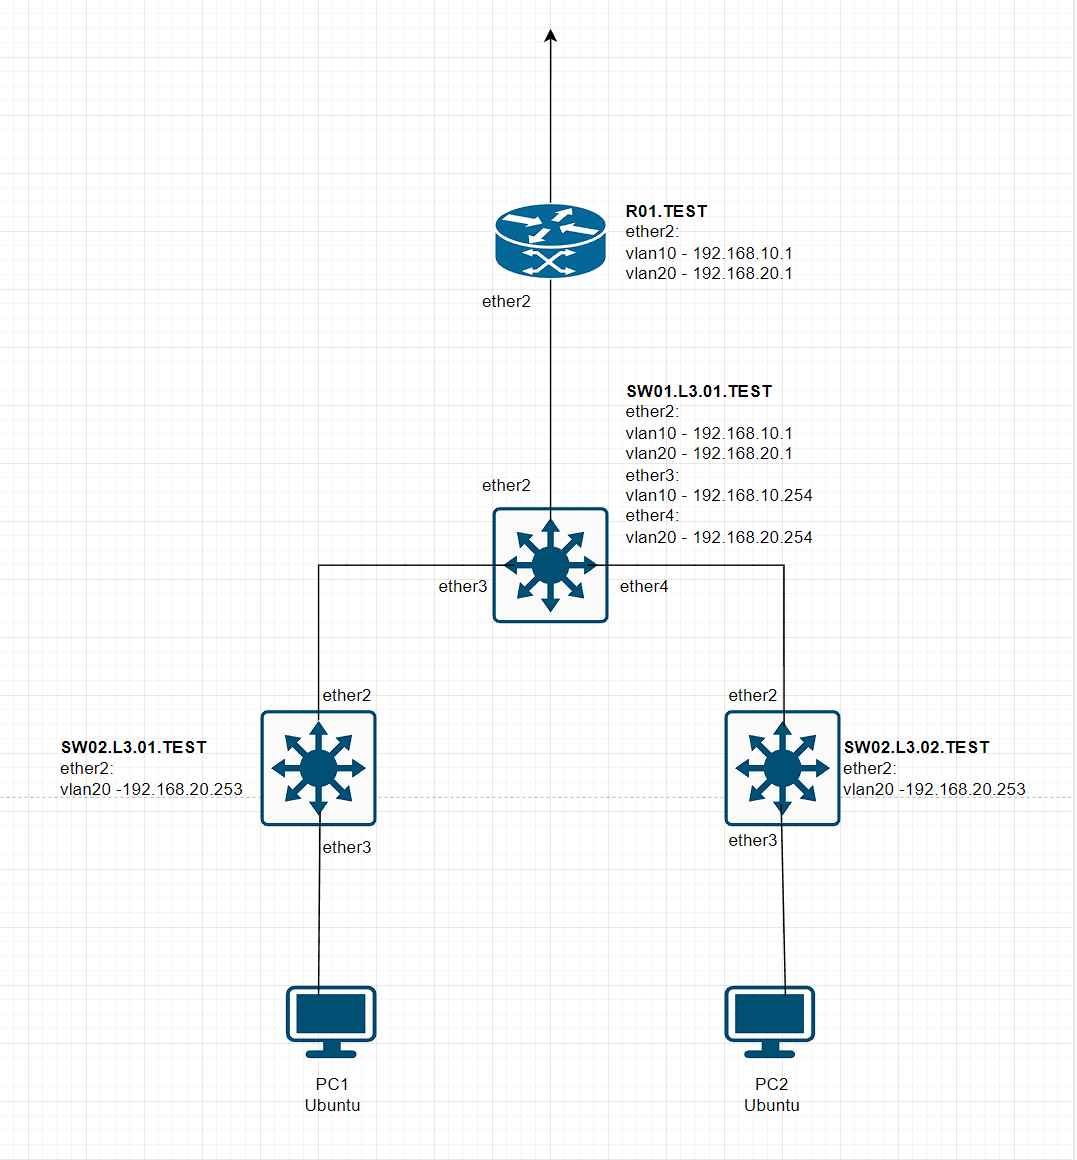 R01.TEST
ether2:
vlan10 - 192.168.10.1
vlan20 - 192.168.20.1
ether2
SW01.L3.01.TEST
ether2:
vlan10 - 192.168.10.1
vlan20 - 192.168.20.1
ether3:
vlan10 - 192.168.10.254
ether4:
vlan20 - 192.168.20.254
ether2
ether3
ether4
ether2
ether2
SW02.L3.01.TEST
ether2:
vlan20 -192.168.20.253
SW02.L3.02.TEST
ether2:
vlan20 -192.168.20.253
ether3
ether3
PC1
Ubuntu
PC2
Ubuntu